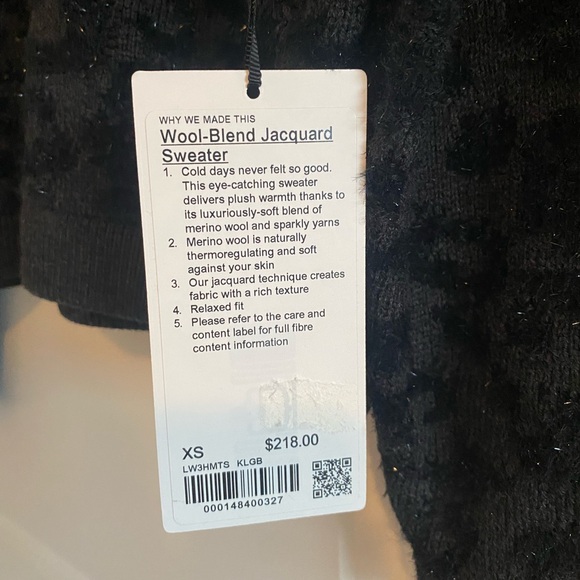 WHY WE MADE THIS
Wool-Blend Jacquard
Sweater
1. Cold days never felt so good.
This eye-catching sweater
delivers plush warmth thanks to
its luxuriously-soft blend of
merino wool and sparkly yarns
2. Merino wool is naturally
thermoregulating and soft
against your skin
3. Our jacquard technique creates
fabric with a rich texture
4. Relaxed fit
5. Please refer to the care and
content label for full fibre
content information
XS $218.00
LW3HMTS KLGB
000148400327